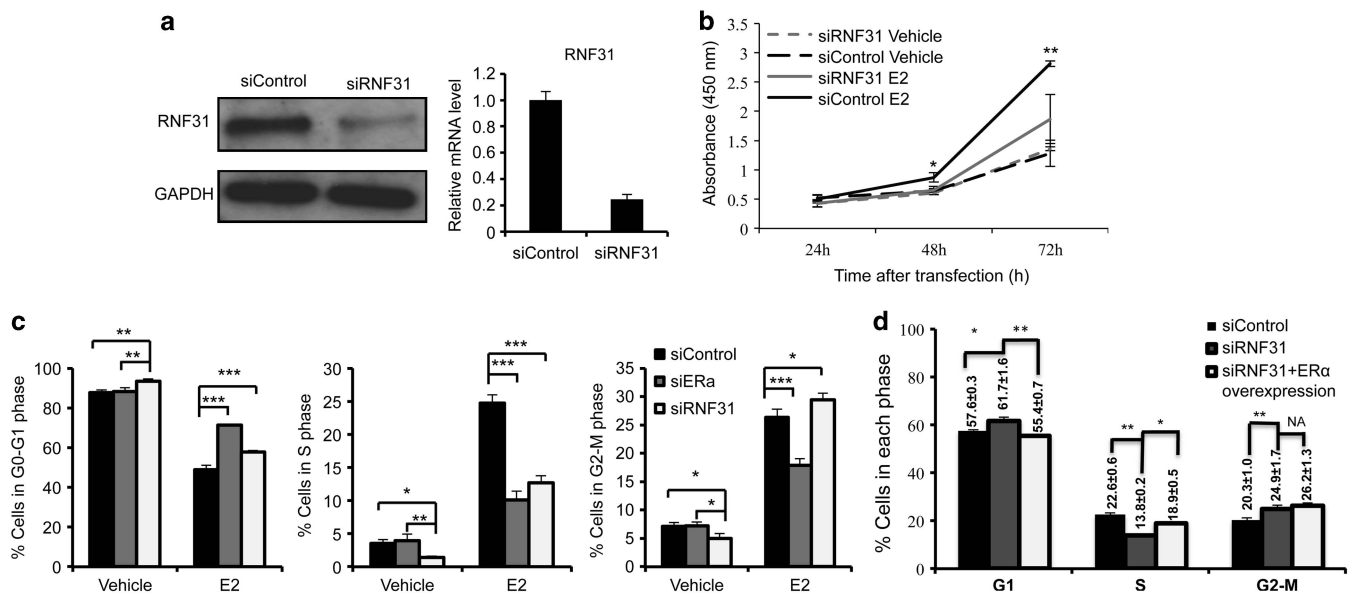 a
siControl siRNF31
RNF31
GAPDH
RNF31
Relative mRNA level
1.2
1.0
0.8
0.6
0.4
0.2
0
siControl siRNF31
b
Absorbance (450 nm)
3.5
3
2.5
2
1.5
1
0.5
0
siRNF31 Vehicle
siControl Vehicle
siRNF31 E2
siControl E2
*
**
24h 48h 72h
Time after transfection (h)
c
% Cells in G0-G1 phase
100
80
60
40
20
0
**
**
***
***
Vehicle E2
% Cells in S phase
30
25
20
15
10
5
0
*
**
***
***
Vehicle E2
% Cells in G2-M phase
35
30
25
20
15
10
5
0
siControl
siERa
siRNF31
*
*
*
***
Vehicle E2
d
% Cells in each phase
100
80
60
40
20
0
siControl
siRNF31
siRNF31+ERα
overexpression
* **
57.6±0.3
61.7±1.6
55.4±0.7
** *
22.6±0.6
13.8±0.2
18.9±0.5
** NA
20.3±1.0
24.9±1.7
26.2±1.3
G1 S G2-M